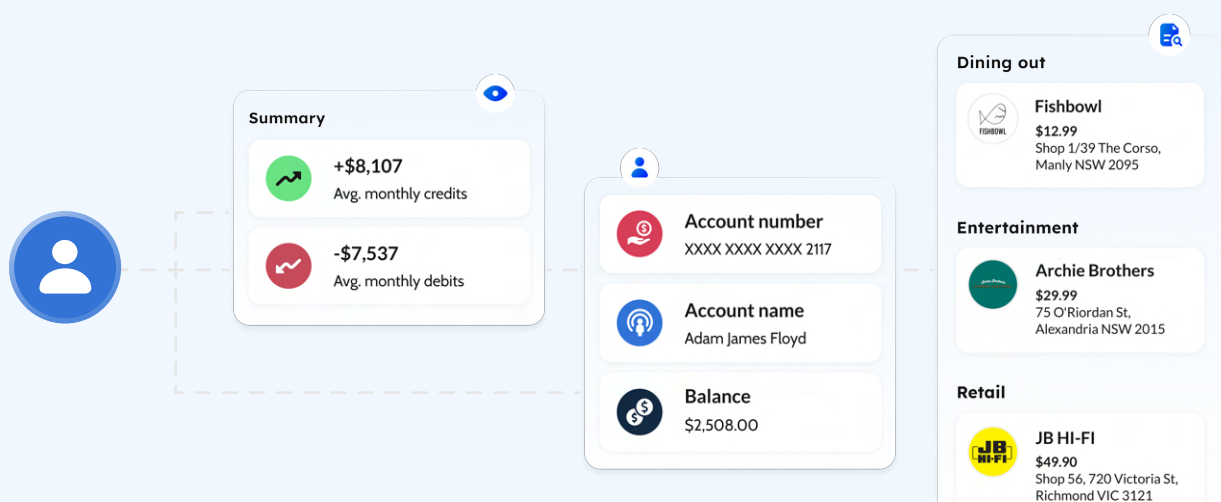 Summary
+$8,107
Avg. monthly credits
-$7,537
Avg. monthly debits
Account number
XXXX XXXX XXXX 2117
Account name
Adam James Floyd
Balance
$2,508.00
Dining out
FISHBOWL
Fishbowl
$12.99
Shop 1/39 The Corso,
Manly NSW 2095
Entertainment
Archie Brothers
$29.99
75 O'Riordan St,
Alexandria NSW 2015
Retail
JB
HI-FI
JB HI-FI
$49.90
Shop 56, 720 Victoria St,
Richmond VIC 3121